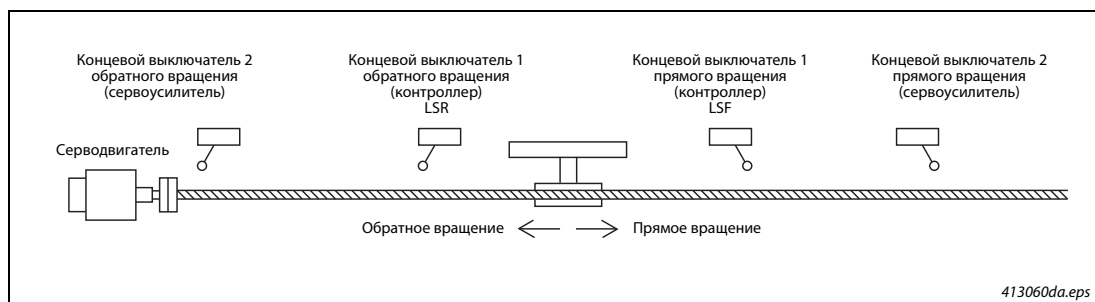 Концевой выключатель 2
обратного вращения
(сервоусилитель)
Концевой выключатель 1
обратного вращения
(контроллер)
LSR
Концевой выключатель 1
прямого вращения
(контроллер)
LSF
Концевой выключатель 2
прямого вращения
(сервоусилитель)
Серводвигатель
Обратное вращение
Прямое вращение
413060da.eps